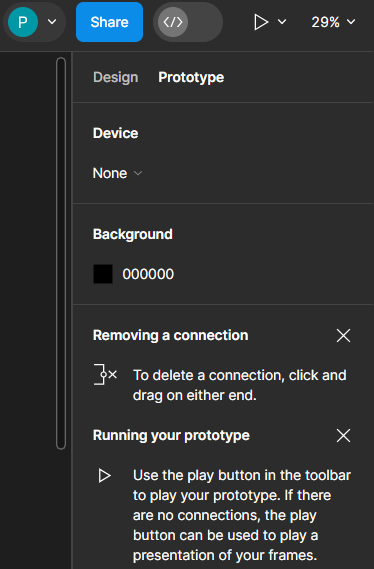 P
Share
</>
29%
Design Prototype
Device
None
Background
000000
Removing a connection
To delete a connection, click and
drag on either end.
Running your prototype
Use the play button in the toolbar
to play your prototype. If there
are no connections, the play
button can be used to play a
presentation of your frames.